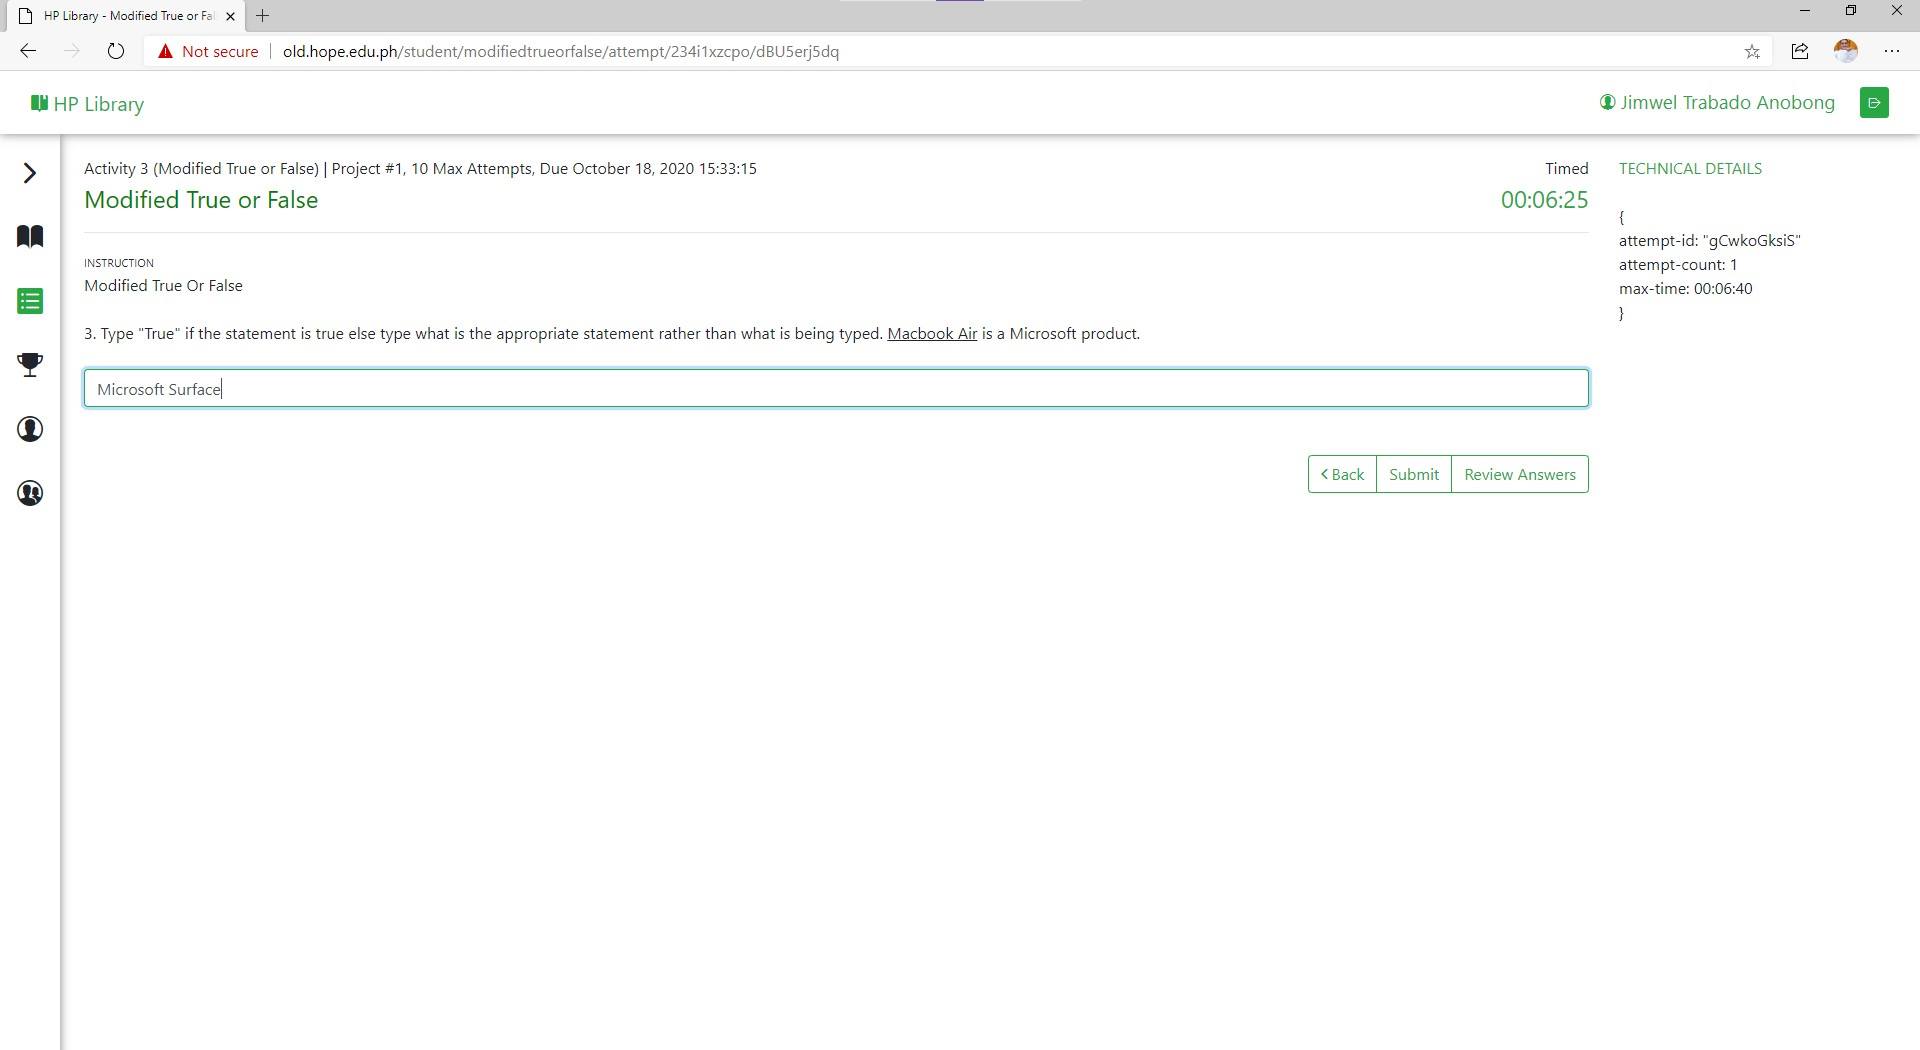 HP Library - Modified True or Fal
Not secure
old.hope.edu.ph/student/modifiedtrueorfalse/attempt/234i1xzcpo/dBU5erj5dq
HP Library
Jimwel Trabado Anobong
Activity 3 (Modified True or False) | Project #1, 10 Max Attempts, Due October 18, 2020 15:33:15
Timed
TECHNICAL DETAILS
Modified True or False
00:06:25
{
attempt-id: "gCwkoGksiS"
attempt-count: 1
max-time: 00:06:40
}
INSTRUCTION
Modified True Or False
3. Type "True" if the statement is true else type what is the appropriate statement rather than what is being typed. Macbook Air is a Microsoft product.
Microsoft Surface
Back
Submit
Review Answers